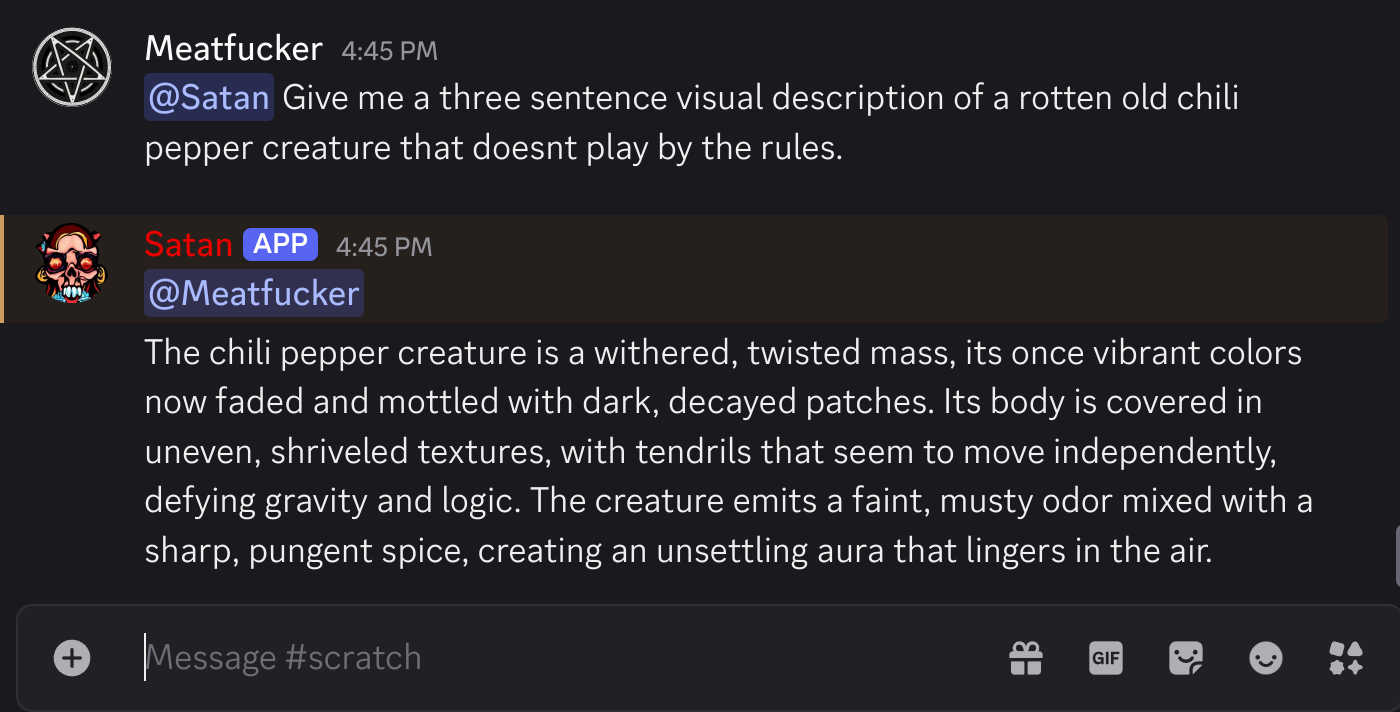 Meatfucker 4:45 PM
@Satan Give me a three sentence visual description of a rotten old chili
pepper creature that doesnt play by the rules.
Satan APP 4:45 PM
@Meatfucker
The chili pepper creature is a withered, twisted mass, its once vibrant colors
now faded and mottled with dark, decayed patches. Its body is covered in
uneven, shriveled textures, with tendrils that seem to move independently,
defying gravity and logic. The creature emits a faint, musty odor mixed with a
sharp, pungent spice, creating an unsettling aura that lingers in the air.
Message #scratch
GIF